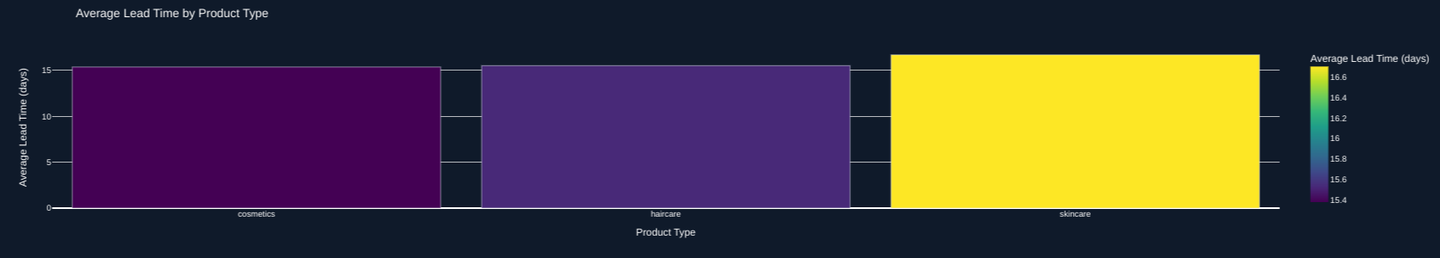 Average Lead Time by Product Type
Average Lead Time (days)
15
10
5
0
cosmetics
haircare
skincare
Product Type
Average Lead Time (days)
16.6
16.4
16.2
16
15.8
15.6
15.4